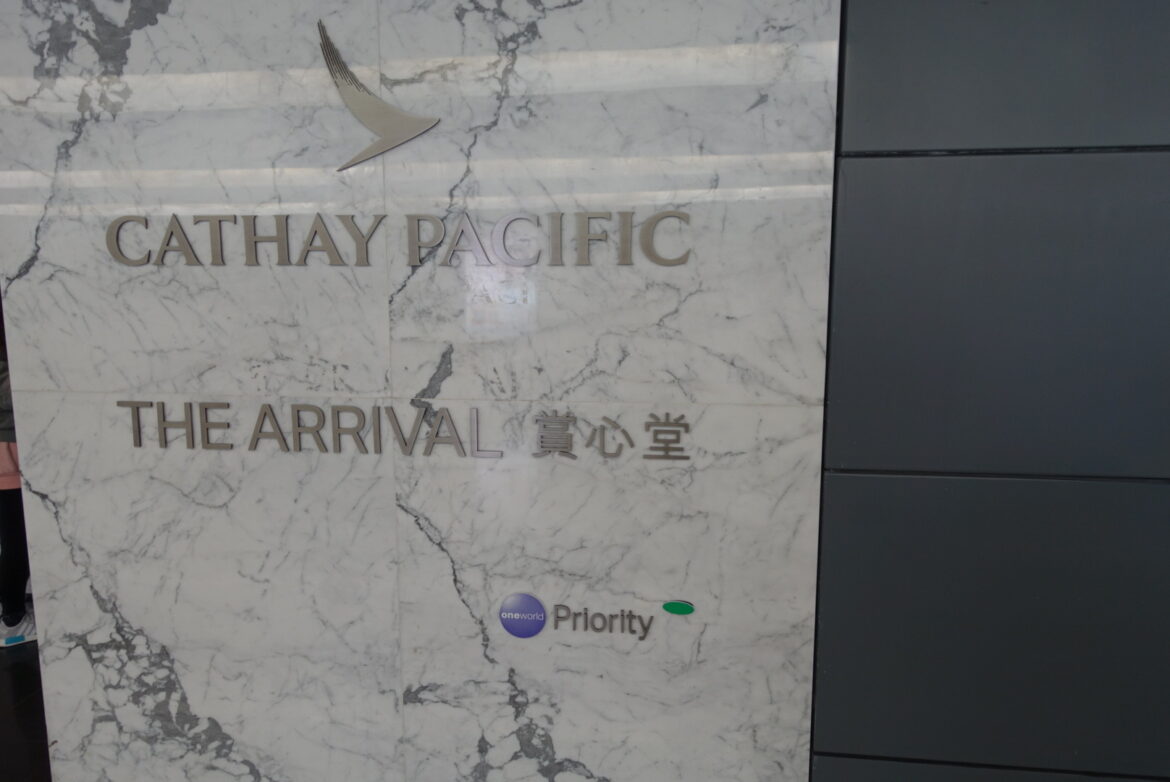 CATHAY PACIFIC
THE ARRIVAL 賞心堂
oneworld Priority